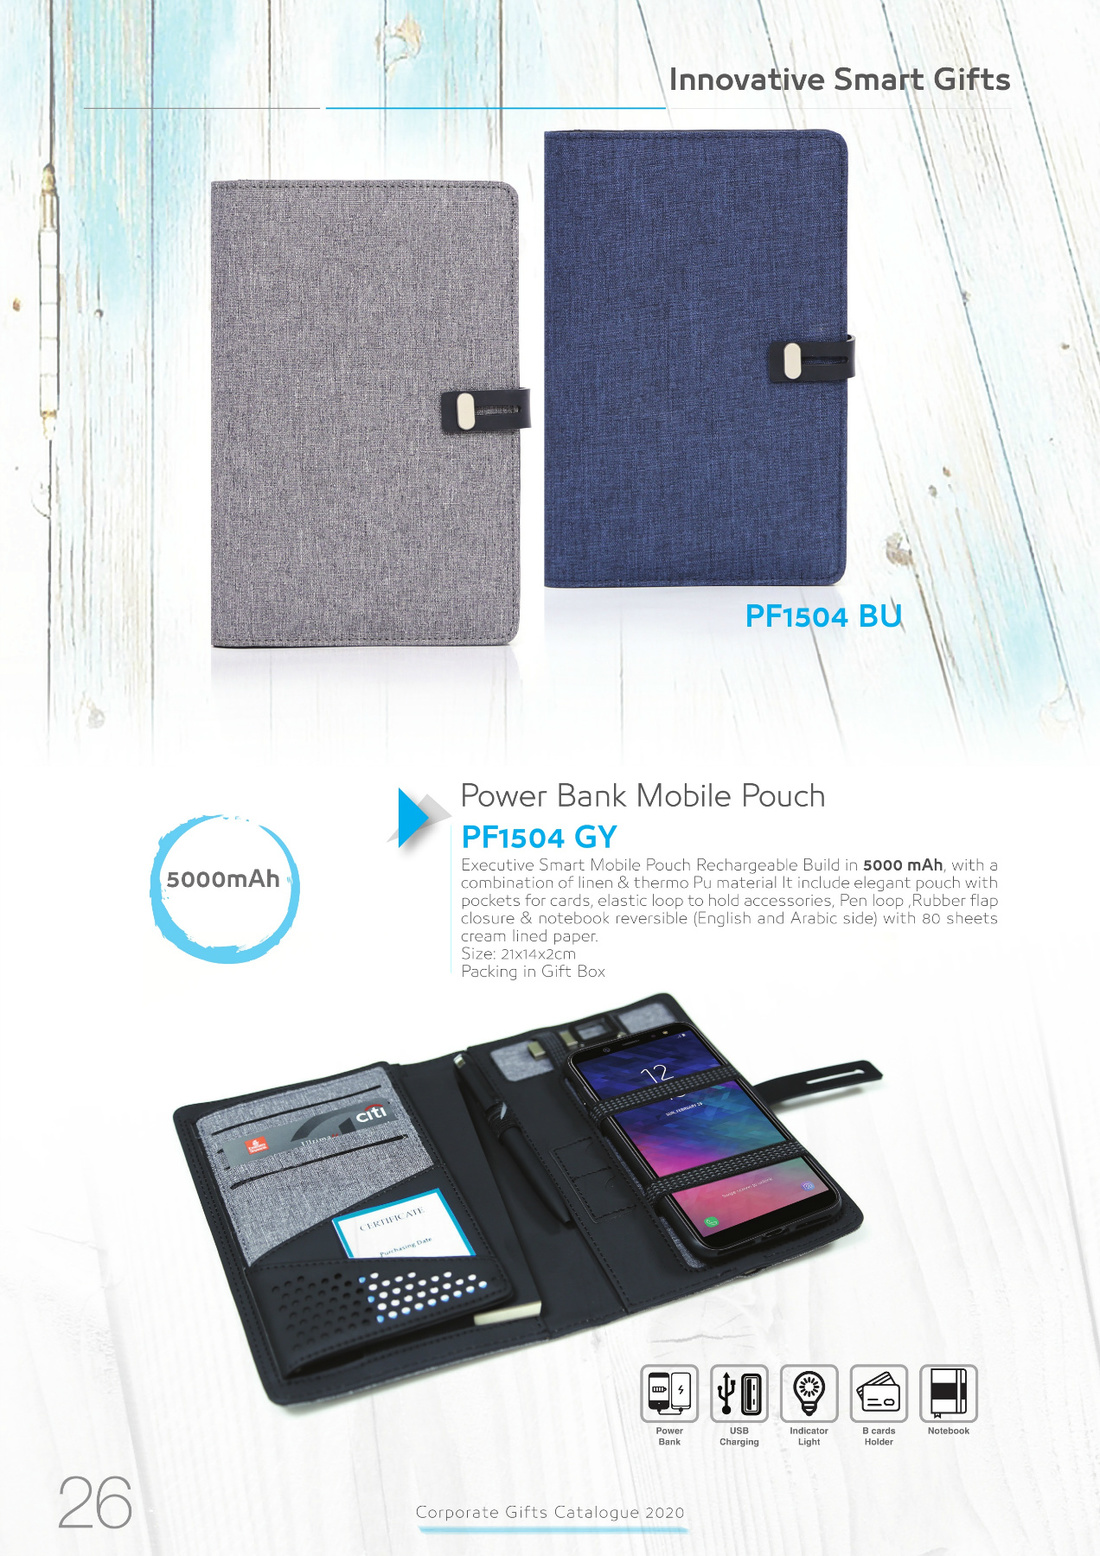 Innovative Smart Gifts
PF1504 BU
Power Bank Mobile Pouch
PF1504 GY
5000mAh
Executive Smart Mobile Pouch Rechargeable Build in 5000 mAh, with a
combination of linen & thermo Pu material It include elegant pouch with
pockets for cards, elastic loop to hold accessories, Pen loop ,Rubber flap
closure & notebook reversible (English and Arabic side) with 80 sheets
cream lined paper.
Size: 21x14x2cm
Packing in Gift Box
12
citi
CERTIFICATE
Purchasing Date
Power
Bank
USB
Charging
Indicator
Light
B cards
Holder
Notebook
26
Corporate Gifts Catalogue 2020